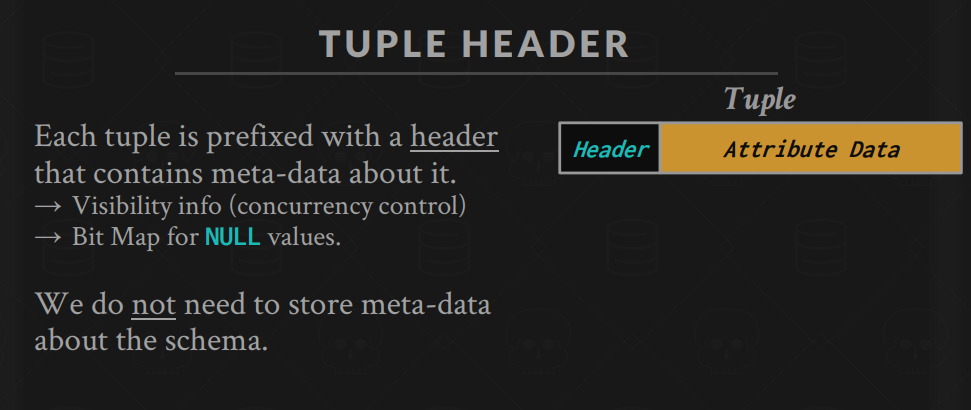 TUPLE HEADER
Tuple
Each tuple is prefixed with a header
that contains meta-data about it.
→ Visibility info (concurrency control)
→ Bit Map for NULL values.
We do not need to store meta-data
about the schema.
Header
Attribute Data